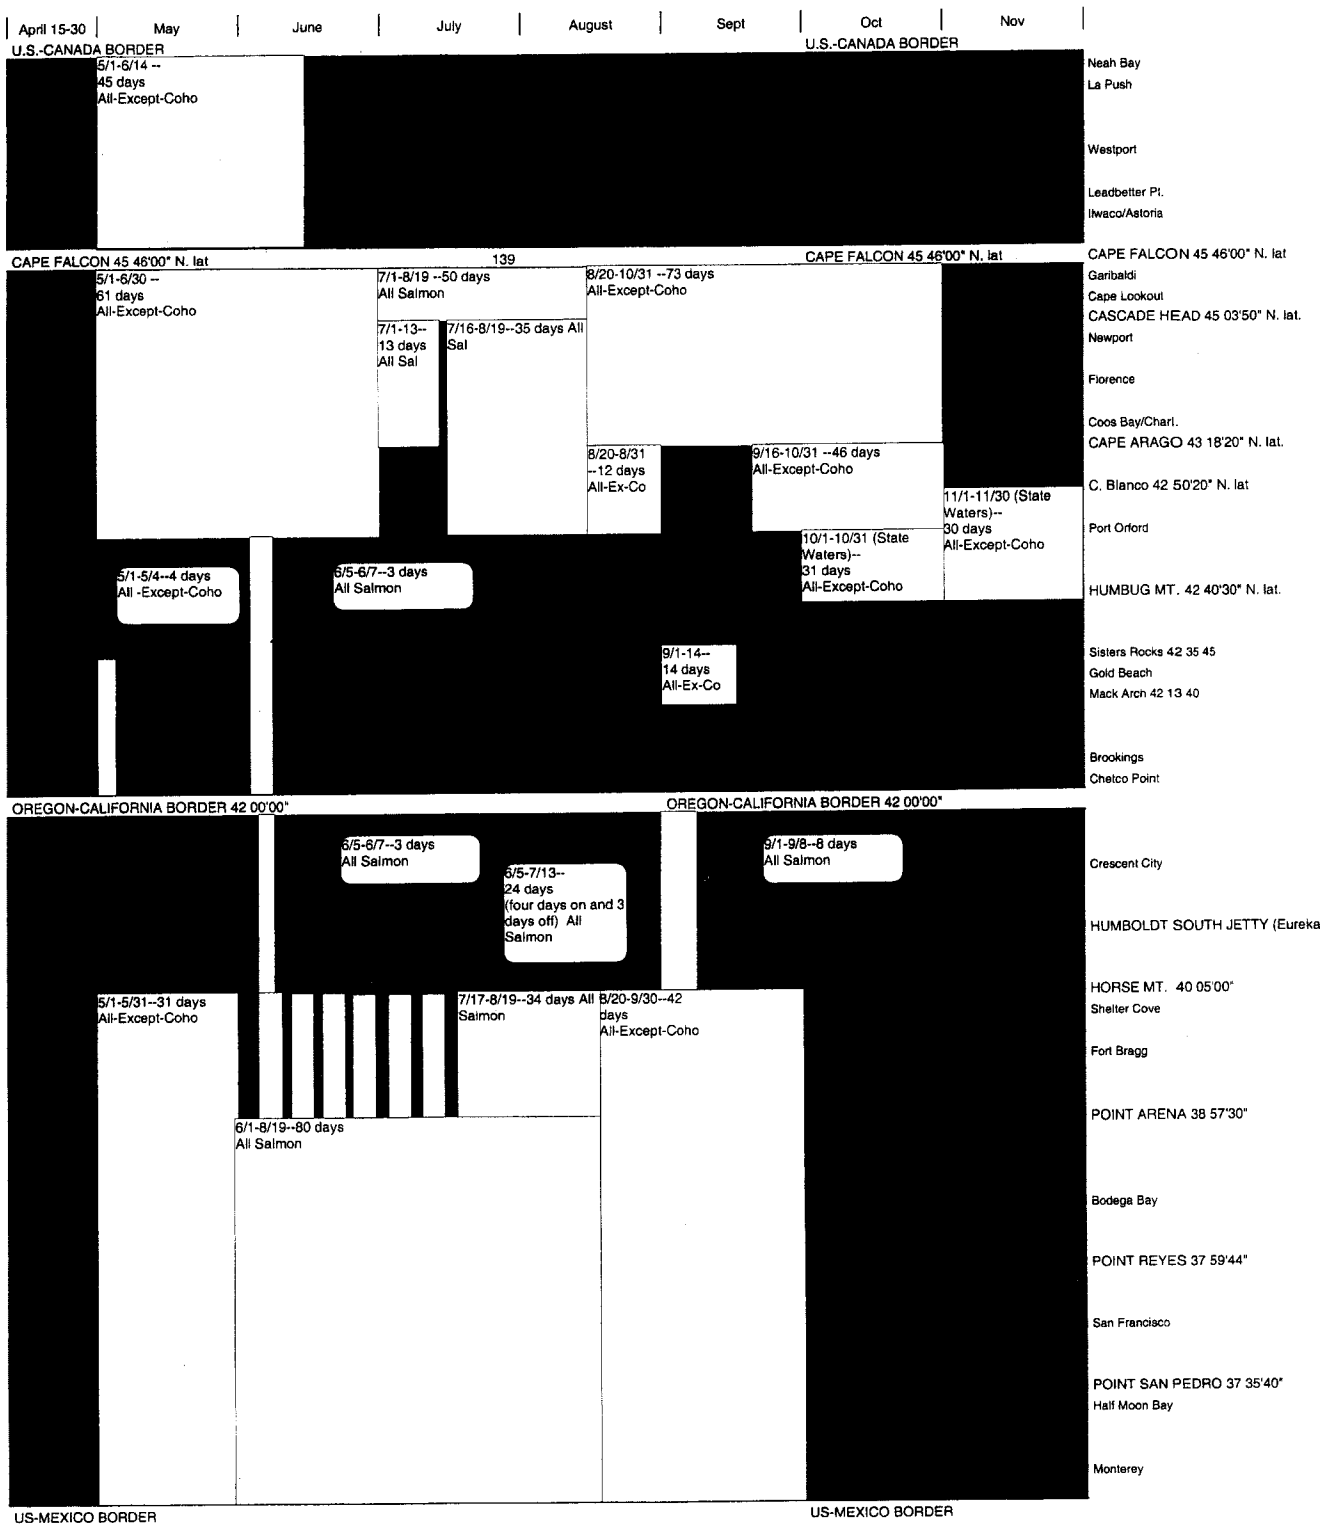 April 15-30 | May | June | July | August | Sept | Oct | Nov
U.S.-CANADA BORDER U.S.-CANADA BORDER
5/1-6/14 --
45 days
All-Except-Coho
Neah Bay
La Push
Westport
Leadbetter Pt.
Ilwaco/Astoria
CAPE FALCON 45 46'00" N. lat 139 CAPE FALCON 45 46'00" N. lat CAPE FALCON 45 46'00" N. lat
5/1-6/30 --
61 days
All-Except-Coho
7/1-8/19 --50 days
All Salmon
8/20-10/31 --73 days
All-Except-Coho
Garibaldi
Cape Lookout
CASCADE HEAD 45 03'50" N. lat.
7/1-13--
13 days
All Sal
7/16-8/19--35 days All
Sal
Newport
Florence
Coos Bay/Charl.
CAPE ARAGO 43 18'20" N. lat.
8/20-8/31
--12 days
All-Ex-Co
9/16-10/31 --46 days
All-Except-Coho
C. Blanco 42 50'20" N. lat
11/1-11/30 (State
Waters)--
30 days
All-Except-Coho
Port Orford
10/1-10/31 (State
Waters)--
31 days
All-Except-Coho
5/1-5/4--4 days
All -Except-Coho
6/5-6/7--3 days
All Salmon
HUMBUG MT. 42 40'30" N. lat.
9/1-14--
14 days
All-Ex-Co
Sisters Rocks 42 35 45
Gold Beach
Mack Arch 42 13 40
Brookings
Chetco Point
OREGON-CALIFORNIA BORDER 42 00'00" OREGON-CALIFORNIA BORDER 42 00'00"
6/5-6/7--3 days
All Salmon
9/1-9/8--8 days
All Salmon
Crescent City
6/5-7/13--
24 days
(four days on and 3
days off) All
Salmon
HUMBOLDT SOUTH JETTY (Eureka
HORSE MT. 40 05'00"
5/1-5/31--31 days
All-Except-Coho
7/17-8/19--34 days All
Salmon
8/20-9/30--42
days
All-Except-Coho
Shelter Cove
Fort Bragg
POINT ARENA 38 57'30"
6/1-8/19--80 days
All Salmon
Bodega Bay
POINT REYES 37 59'44"
San Francisco
POINT SAN PEDRO 37 35'40"
Half Moon Bay
Monterey
US-MEXICO BORDER US-MEXICO BORDER